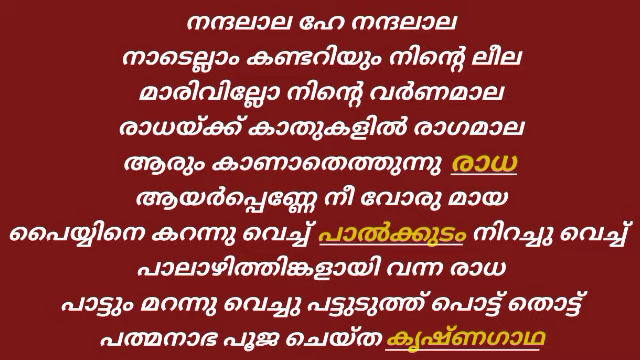 നന്ദലാല ഹേ നന്ദലാല
നാടെല്ലാം കണ്ടറിയും നിന്റെ ലീല
മാരിവില്ലോ നിന്റെ വർണമാല
രാധയ്ക്ക് കാതുകളിൽ രാഗമാല
ആരും കാണാതെത്തുന്നു രാധ
ആയർപ്പെണ്ണേ നീ വോരു മായ
പൈയ്യിനെ കറന്നു വെച്ച് പാൽക്കുടം നിറച്ചു വെച്ച്
പാലാഴിത്തിങ്കളായി വന്ന രാധ
പാട്ടും മറന്നു വെച്ചു പട്ടുടുത്ത് പൊട്ട് തൊട്ട്
പത്മനാഭ പൂജ ചെയ്ത കൃഷ്ണഗാഥ